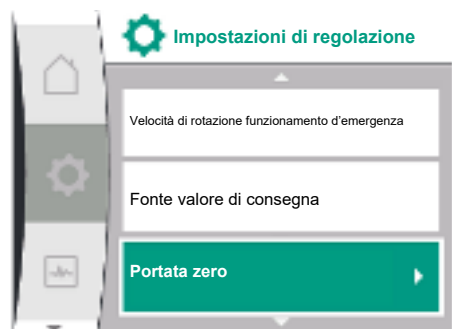 Impostazioni di regolazione
Velocità di rotazione funzionamento d'emergenza
Fonte valore di consegna
Portata zero